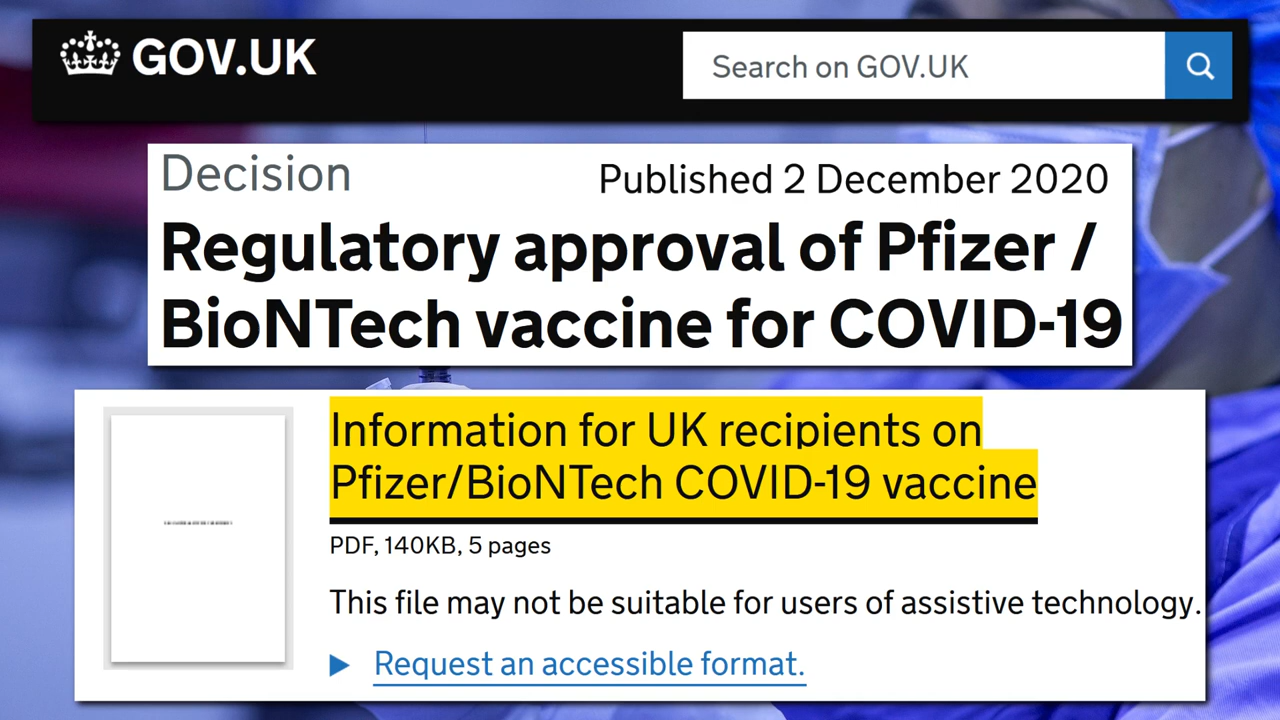 GOV.UK
Search on GOV.UK
Decision
Published 2 December 2020
Regulatory approval of Pfizer /
BioNTech vaccine for COVID-19
Information for UK recipients on
Pfizer/BioNTech COVID-19 vaccine
PDF, 140KB, 5 pages
This file may not be suitable for users of assistive technology.
Request an accessible format.